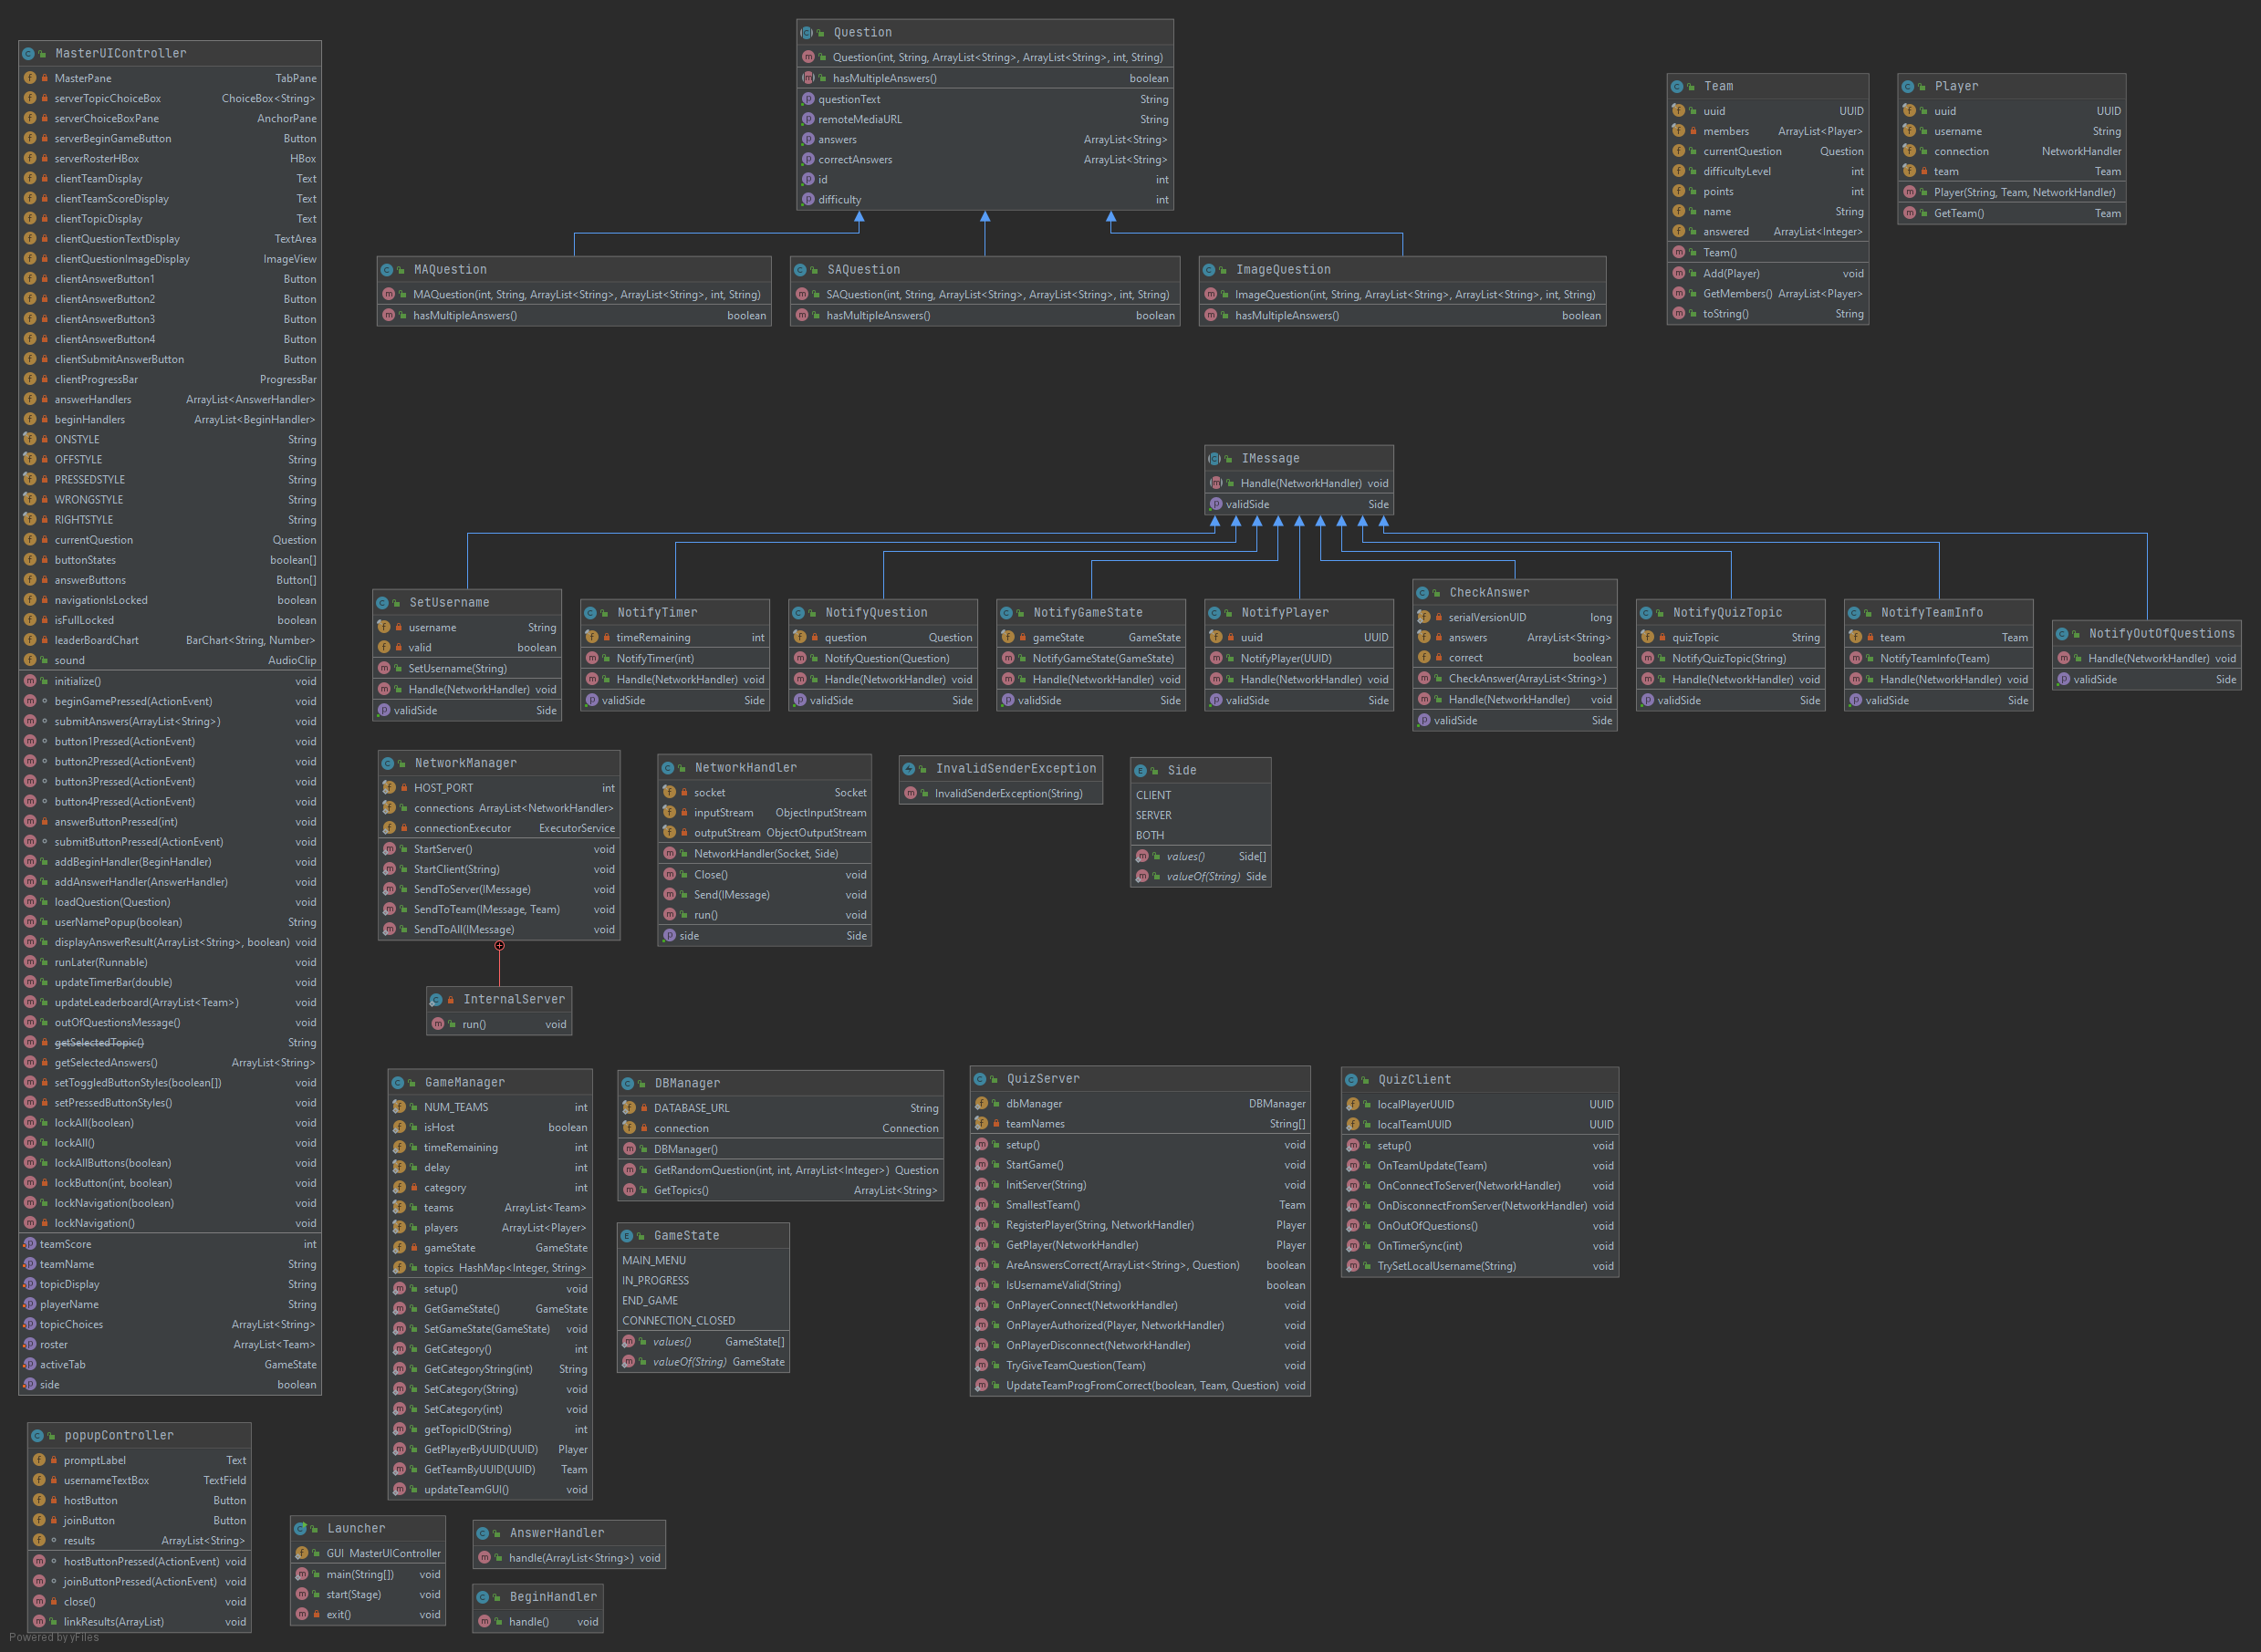 MasterUIController
MasterPane TabPane
serverTopicChoiceBox ChoiceBox<String>
serverChoiceBoxPane AnchorPane
serverBeginGameButton Button
serverRosterHBox HBox
clientTeamDisplay Text
clientTeamScoreDisplay Text
clientTopicDisplay Text
clientQuestionTextDisplay TextArea
clientQuestionImageDisplay ImageView
clientAnswerButton1 Button
clientAnswerButton2 Button
clientAnswerButton3 Button
clientAnswerButton4 Button
clientSubmitAnswerButton Button
clientProgressBar ProgressBar
answerHandlers ArrayList<AnswerHandler>
beginHandlers ArrayList<BeginHandler>
ONSTYLE String
OFFSTYLE String
PRESSEDSTYLE String
WRONGSTYLE String
RIGHTSTYLE String
currentQuestion Question
buttonStates boolean[]
answerButtons Button[]
navigationIsLocked boolean
isFullLocked boolean
leaderBoardChart BarChart<String, Number>
sound AudioClip
initialize() void
beginGamePressed(ActionEvent) void
submitAnswers(ArrayList<String>) void
button1Pressed(ActionEvent) void
button2Pressed(ActionEvent) void
button3Pressed(ActionEvent) void
button4Pressed(ActionEvent) void
answerButtonPressed(int) void
submitButtonPressed(ActionEvent) void
addBeginHandler(BeginHandler) void
addAnswerHandler(AnswerHandler) void
loadQuestion(Question) void
userNamePopup(boolean) String
displayAnswerResult(ArrayList<String>, boolean) void
runLater(Runnable) void
updateTimerBar(double) void
updateLeaderboard(ArrayList<Team>) void
outOfQuestionsMessage() void
getSelectedTopic() String
getSelectedAnswers() ArrayList<String>
setToggledButtonStyles(boolean[]) void
setPressedButtonStyles() void
lockAll(boolean) void
lockAll() void
lockAllButtons(boolean) void
lockButton(int, boolean) void
lockNavigation(boolean) void
lockNavigation() void
teamScore int
teamName String
topicDisplay String
playerName String
topicChoices ArrayList<String>
roster ArrayList<Team>
activeTab GameState
side boolean
Question
Question(int, String, ArrayList<String>, ArrayList<String>, int, String)
hasMultipleAnswers() boolean
questionText String
remoteMediaURL String
answers ArrayList<String>
correctAnswers ArrayList<String>
id int
difficulty int
MAQuestion
MAQuestion(int, String, ArrayList<String>, ArrayList<String>, int, String)
hasMultipleAnswers() boolean
SAQuestion
SAQuestion(int, String, ArrayList<String>, ArrayList<String>, int, String)
hasMultipleAnswers() boolean
ImageQuestion
ImageQuestion(int, String, ArrayList<String>, ArrayList<String>, int, String)
hasMultipleAnswers() boolean
Team
uuid UUID
members ArrayList<Player>
currentQuestion Question
difficultyLevel int
points int
name String
answered ArrayList<Integer>
Team()
Add(Player) void
GetMembers() ArrayList<Player>
toString() String
Player
uuid UUID
username String
connection NetworkHandler
team Team
Player(String, Team, NetworkHandler)
GetTeam() Team
IMessage
Handle(NetworkHandler) void
validSide Side
SetUsername
username String
valid boolean
SetUsername(String)
Handle(NetworkHandler) void
validSide Side
NotifyTimer
timeRemaining int
NotifyTimer(int)
Handle(NetworkHandler) void
validSide Side
NotifyQuestion
question Question
NotifyQuestion(Question)
Handle(NetworkHandler) void
validSide Side
NotifyGameState
gameState GameState
NotifyGameState(GameState)
Handle(NetworkHandler) void
validSide Side
NotifyPlayer
uuid UUID
NotifyPlayer(UUID)
Handle(NetworkHandler) void
validSide Side
CheckAnswer
serialVersionUID long
answers ArrayList<String>
correct boolean
CheckAnswer(ArrayList<String>)
Handle(NetworkHandler) void
validSide Side
NotifyQuizTopic
quizTopic String
NotifyQuizTopic(String)
Handle(NetworkHandler) void
validSide Side
NotifyTeamInfo
team Team
NotifyTeamInfo(Team)
Handle(NetworkHandler) void
validSide Side
NotifyOutOfQuestions
Handle(NetworkHandler) void
validSide Side
NetworkManager
HOST_PORT int
connections ArrayList<NetworkHandler>
connectionExecutor ExecutorService
StartServer() void
StartClient(String) void
SendToServer(IMessage) void
SendToTeam(IMessage, Team) void
SendToAll(IMessage) void
NetworkHandler
socket Socket
inputStream ObjectInputStream
outputStream ObjectOutputStream
NetworkHandler(Socket, Side)
Close() void
Send(IMessage) void
run() void
side Side
InvalidSenderException
InvalidSenderException(String)
Side
CLIENT
SERVER
BOTH
values() Side[]
valueOf(String) Side
InternalServer
run() void
GameManager
NUM_TEAMS int
isHost boolean
timeRemaining int
delay int
category int
teams ArrayList<Team>
players ArrayList<Player>
gameState GameState
topics HashMap<Integer, String>
setup() void
GetGameState() GameState
SetGameState(GameState) void
GetCategory() int
GetCategoryString(int) String
SetCategory(String) void
SetCategory(int) void
getTopicID(String) int
GetPlayerByUUID(UUID) Player
GetTeamByUUID(UUID) Team
updateTeamGUI() void
DBManager
DATABASE_URL String
connection Connection
DBManager()
GetRandomQuestion(int, int, ArrayList<Integer>) Question
GetTopics() ArrayList<String>
GameState
MAIN_MENU
IN_PROGRESS
END_GAME
CONNECTION_CLOSED
values() GameState[]
valueOf(String) GameState
QuizServer
dbManager DBManager
teamNames String[]
setup() void
StartGame() void
InitServer(String) void
SmallestTeam() Team
RegisterPlayer(String, NetworkHandler) Player
GetPlayer(NetworkHandler) Player
AreAnswersCorrect(ArrayList<String>, Question) boolean
IsUsernameValid(String) boolean
OnPlayerConnect(NetworkHandler) void
OnPlayerAuthorized(Player, NetworkHandler) void
OnPlayerDisconnect(NetworkHandler) void
TryGiveTeamQuestion(Team) void
UpdateTeamProgFromCorrect(boolean, Team, Question) void
QuizClient
localPlayerUUID UUID
localTeamUUID UUID
setup() void
OnTeamUpdate(Team) void
OnConnectToServer(NetworkHandler) void
OnDisconnectFromServer(NetworkHandler) void
OnOutOfQuestions() void
OnTimerSync(int) void
TrySetLocalUsername(String) void
popupController
promptLabel Text
usernameTextBox TextField
hostButton Button
joinButton Button
results ArrayList<String>
hostButtonPressed(ActionEvent) void
joinButtonPressed(ActionEvent) void
close() void
linkResults(ArrayList) void
Launcher
GUI MasterUIController
main(String[]) void
start(Stage) void
exit() void
AnswerHandler
handle(ArrayList<String>) void
BeginHandler
handle() void
Powered by yFiles